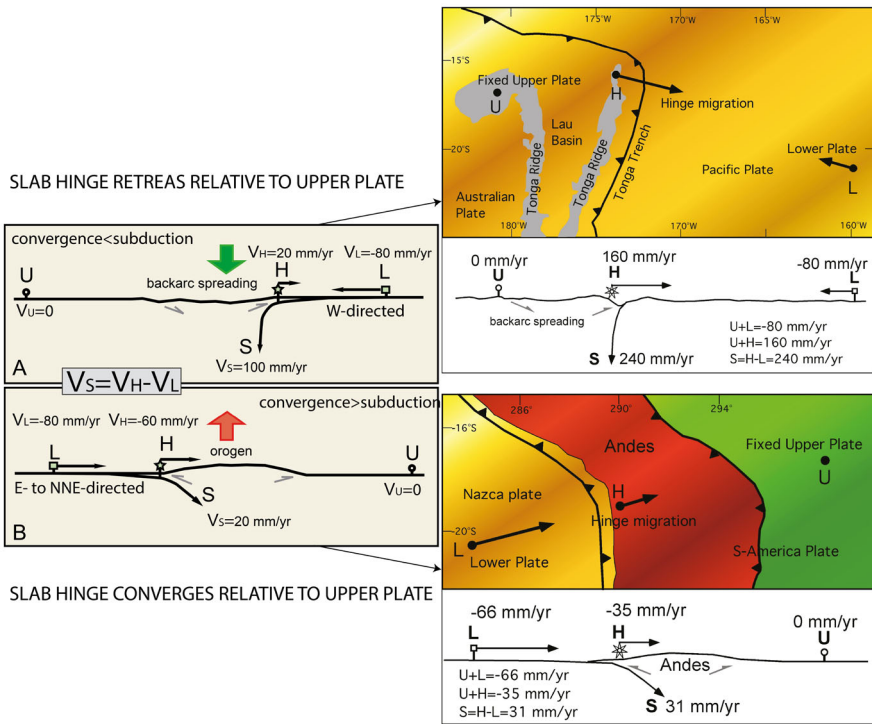 SLAB HINGE RETREAS RELATIVE TO UPPER PLATE
convergence<subduction
VH=20 mm/yr
VL=-80 mm/yr
U
H
L
backarc spreading
VU=0
W-directed
S
A
VS=100 mm/yr
VS=VH-VL
convergence>subduction
VL=-80 mm/yr
VH=-60 mm/yr
L
H
orogen
U
E- to NNE-directed
S
VU=0
B
VS=20 mm/yr
SLAB HINGE CONVERGES RELATIVE TO UPPER PLATE
175°W
165°W
-15°S
Fixed Upper Plate
U
H
Hinge migration
Lau
Basin
Tonga Ridge
Tonga Ridge
Tonga Trench
Lower Plate
-20°S
Pacific Plate
L
Australian
Plate
180°W
170°W
160°W
0 mm/yr
160 mm/yr
-80 mm/yr
U
H
L
backarc spreading
U+L=-80 mm/yr
U+H=160 mm/yr
S=H-L=240 mm/yr
S 240 mm/yr
286°
290°
294°
-16°S
Andes
Fixed Upper Plate
U
Nazca plate
H
Hinge migration
-20°S
L
Lower Plate
S-America Plate
-66 mm/yr
-35 mm/yr
0 mm/yr
L
H
U
Andes
U+L=-66 mm/yr
U+H=-35 mm/yr
S=H-L=31 mm/yr
S 31 mm/yr